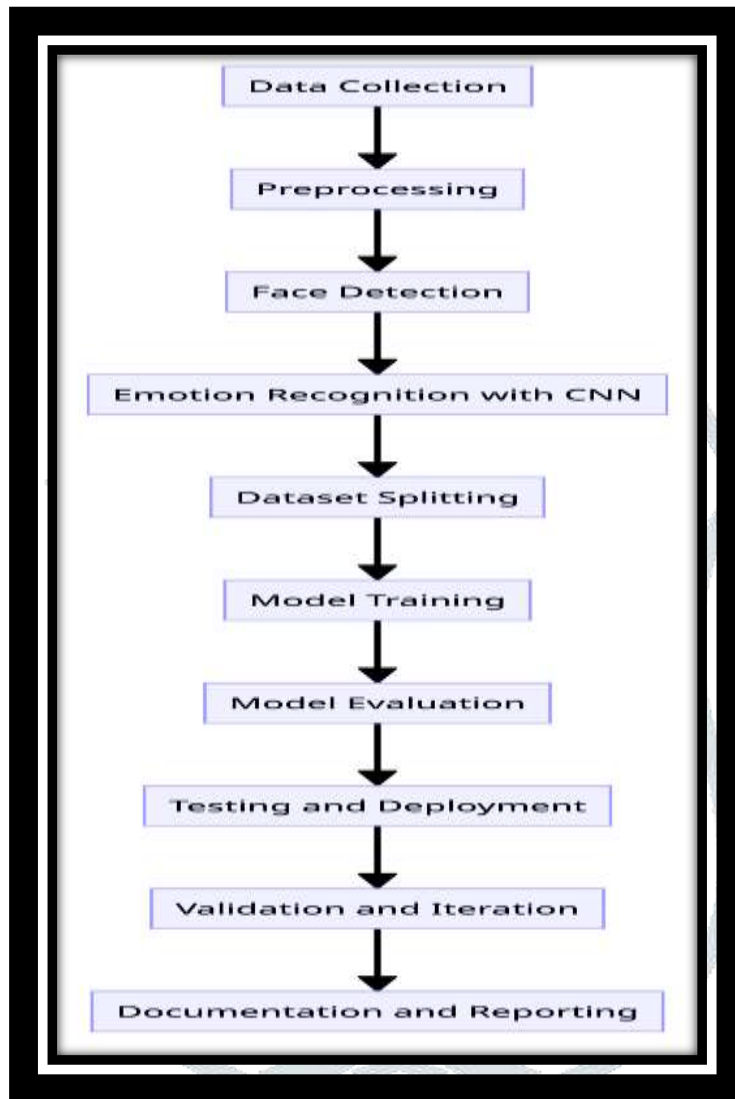 Data Collection
Preprocessing
Face Detection
Emotion Recognition with CNN
Dataset Splitting
Model Training
Model Evaluation
Testing and Deployment
Validation and Iteration
Documentation and Reporting